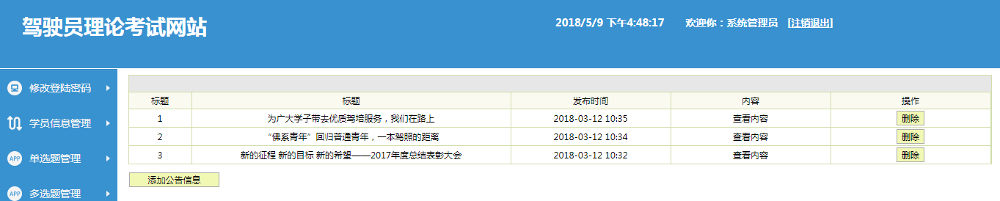 驾驶员理论考试网站
2018/5/9 下午4:48:17 欢迎你：系统管理员 [注销退出]
修改登陆密码
学员信息管理
APP 单选题管理
APP 多选题管理
标题 标题 发布时间 内容 操作
1 为广大学子带去优质驾培服务，我们在路上 2018-03-12 10:35 查看内容 删除
2 “佛系青年”回归普通青年，一本驾照的距离 2018-03-12 10:34 查看内容 删除
3 新的征程 新的目标 新的希望——2017年度总结表彰大会 2018-03-12 10:32 查看内容 删除
添加公告信息